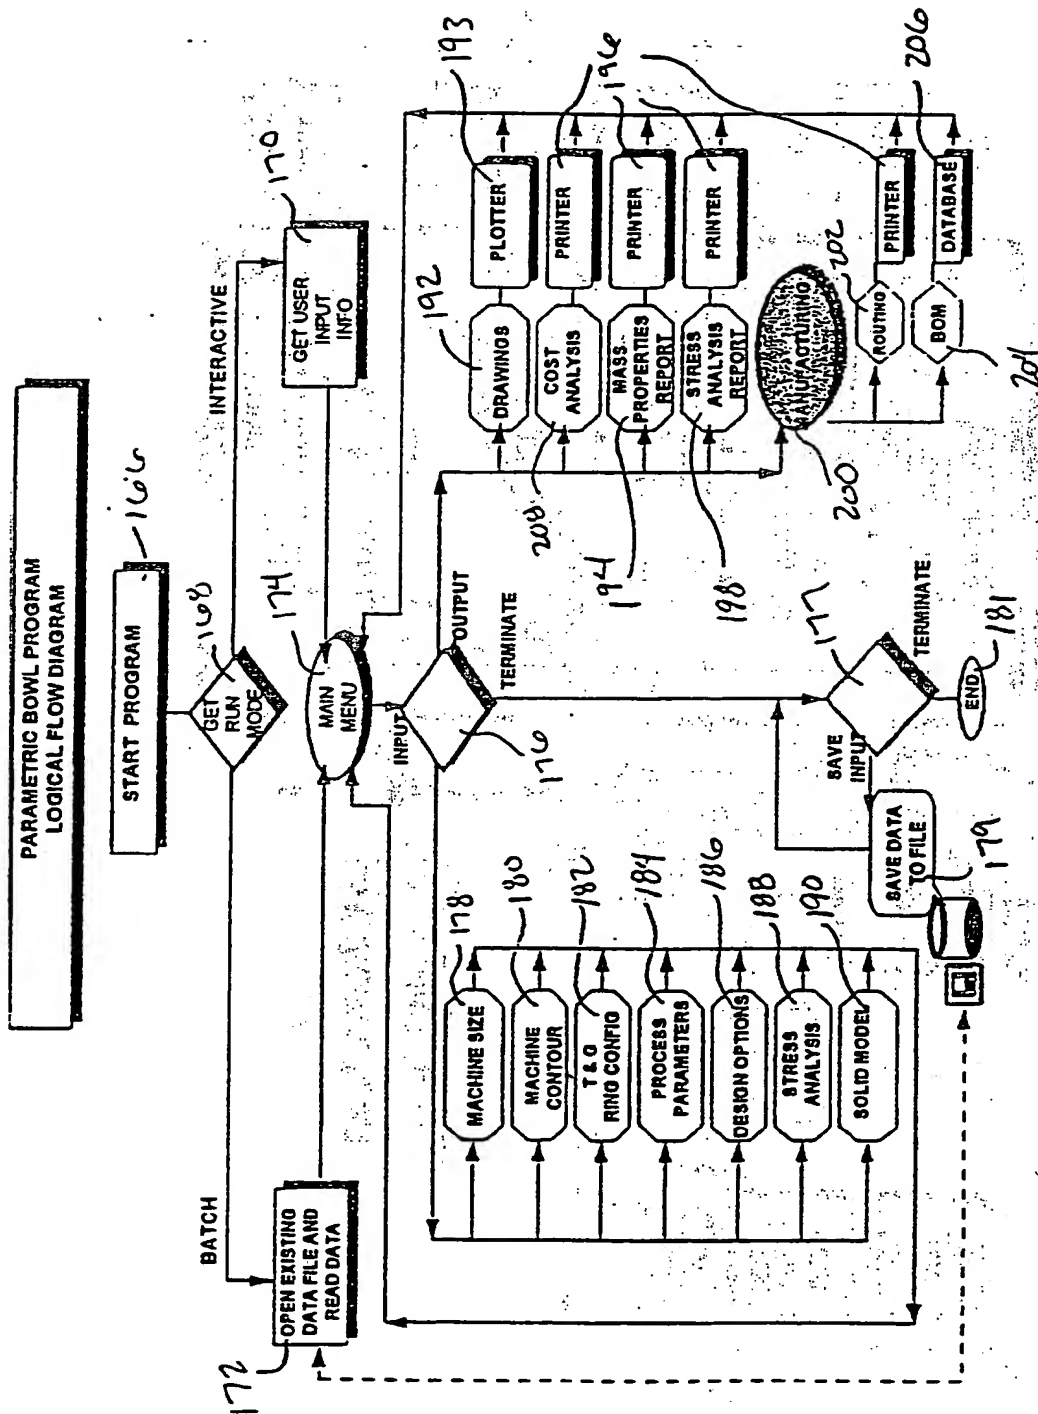 PARAMETRIC BOWL PROGRAM
LOGICAL FLOW DIAGRAM
START PROGRAM
166
GET
RUN
MODE
168
BATCH
INTERACTIVE
OPEN EXISTING
DATA FILE AND
READ DATA
172
GET USER
INPUT
INFO
170
MAIN
MENU
174
INPUT
OUTPUT
TERMINATE
176
MACHINE SIZE
178
MACHINE
CONTOUR
180
T & G
RING CONFIG
182
PROCESS
PARAMETERS
184
DESIGN OPTIONS
186
STRESS
ANALYSIS
188
SOLID MODEL
190
DRAWINGS
192
PLOTTER
193
COST
ANALYSIS
208
PRINTER
196
MASS
PROPERTIES
REPORT
194
PRINTER
196
STRESS
ANALYSIS
REPORT
198
PRINTER
MANUFACTURING
200
ROUTING
202
PRINTER
BOM
204
DATABASE
206
SAVE
INPUT
177
TERMINATE
SAVE DATA
TO FILE
179
END
181